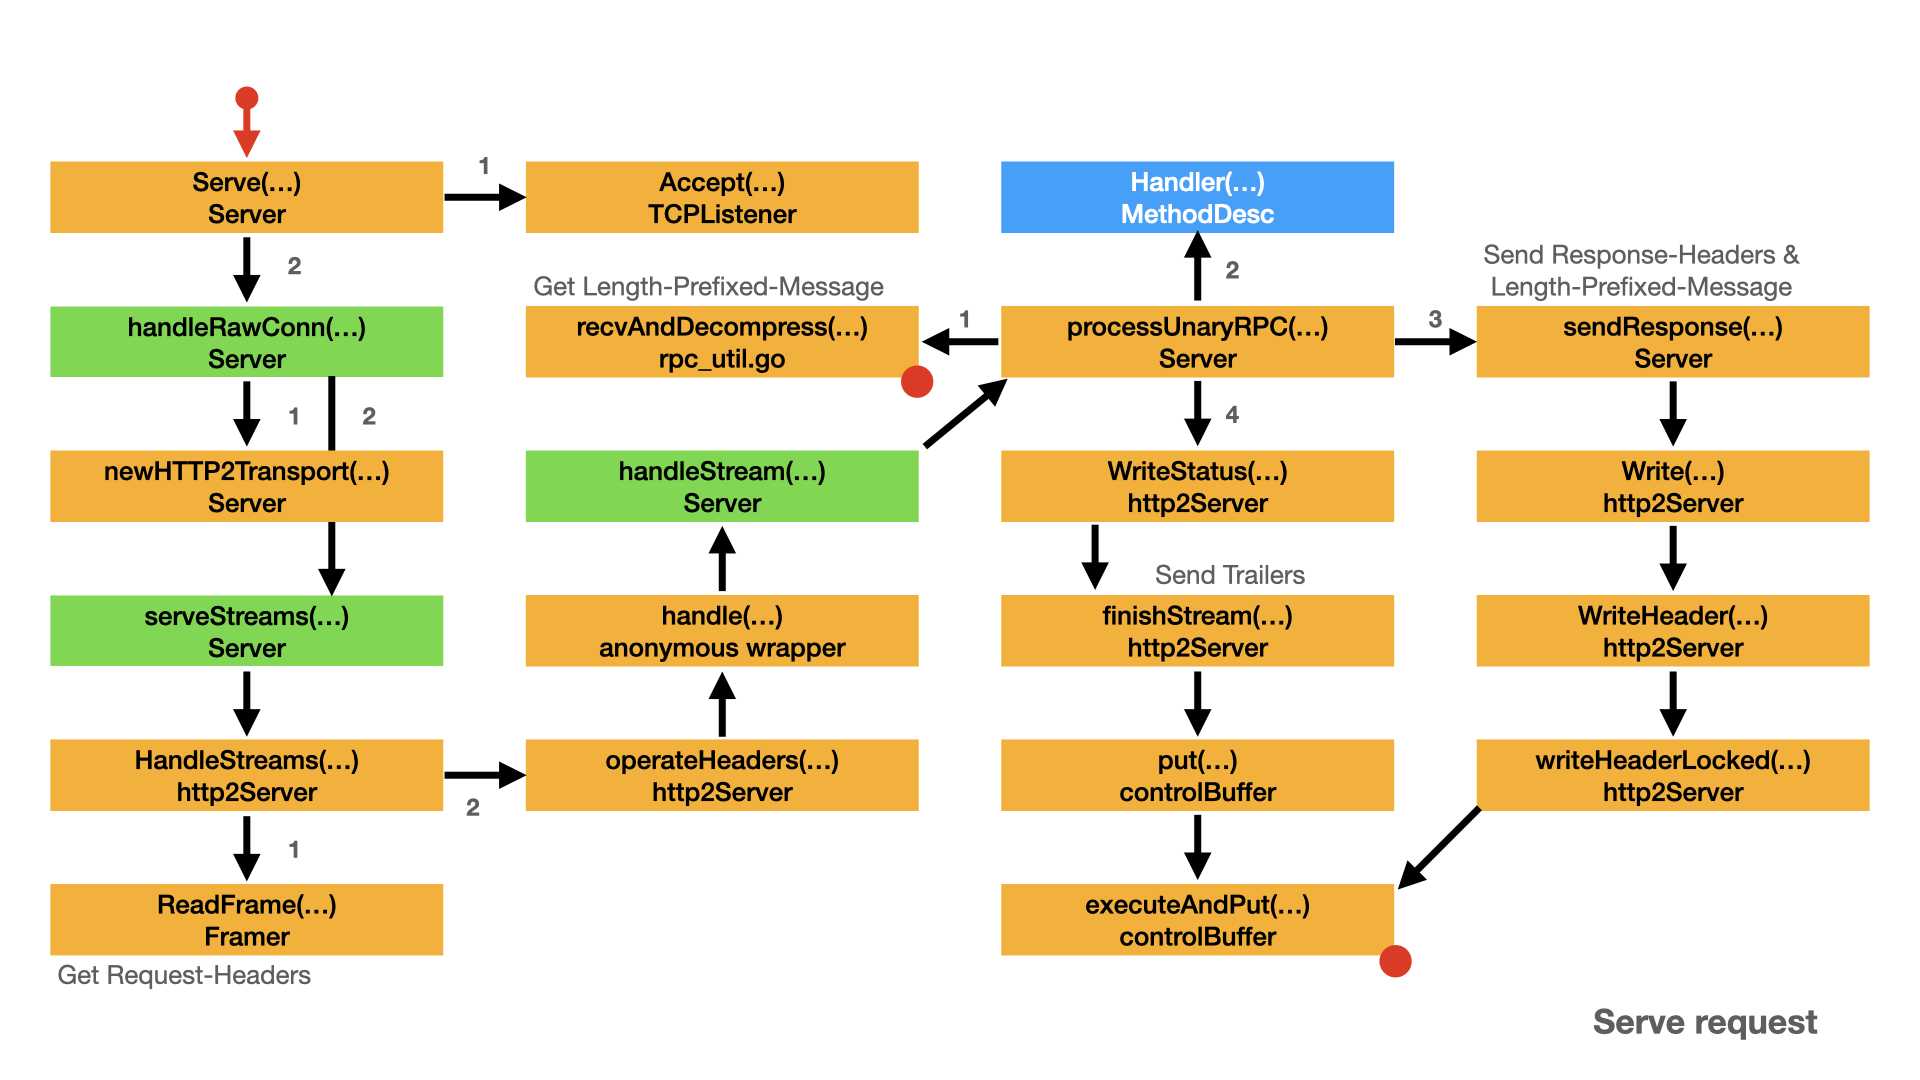 Serve(...)
Server
1
Accept(...)
TCPListener
2
handleRawConn(...)
Server
1
2
newHTTP2Transport(...)
Server
serveStreams(...)
Server
HandleStreams(...)
http2Server
2
1
ReadFrame(...)
Framer
Get Request-Headers
operateHeaders(...)
http2Server
handle(...)
anonymous wrapper
handleStream(...)
Server
Get Length-Prefixed-Message
recvAndDecompress(...)
rpc_util.go
1
processUnaryRPC(...)
Server
2
Handler(...)
MethodDesc
3
Send Response-Headers &
Length-Prefixed-Message
sendResponse(...)
Server
4
WriteStatus(...)
http2Server
Send Trailers
finishStream(...)
http2Server
put(...)
controlBuffer
executeAndPut(...)
controlBuffer
Write(...)
http2Server
WriteHeader(...)
http2Server
writeHeaderLocked(...)
http2Server
Serve request